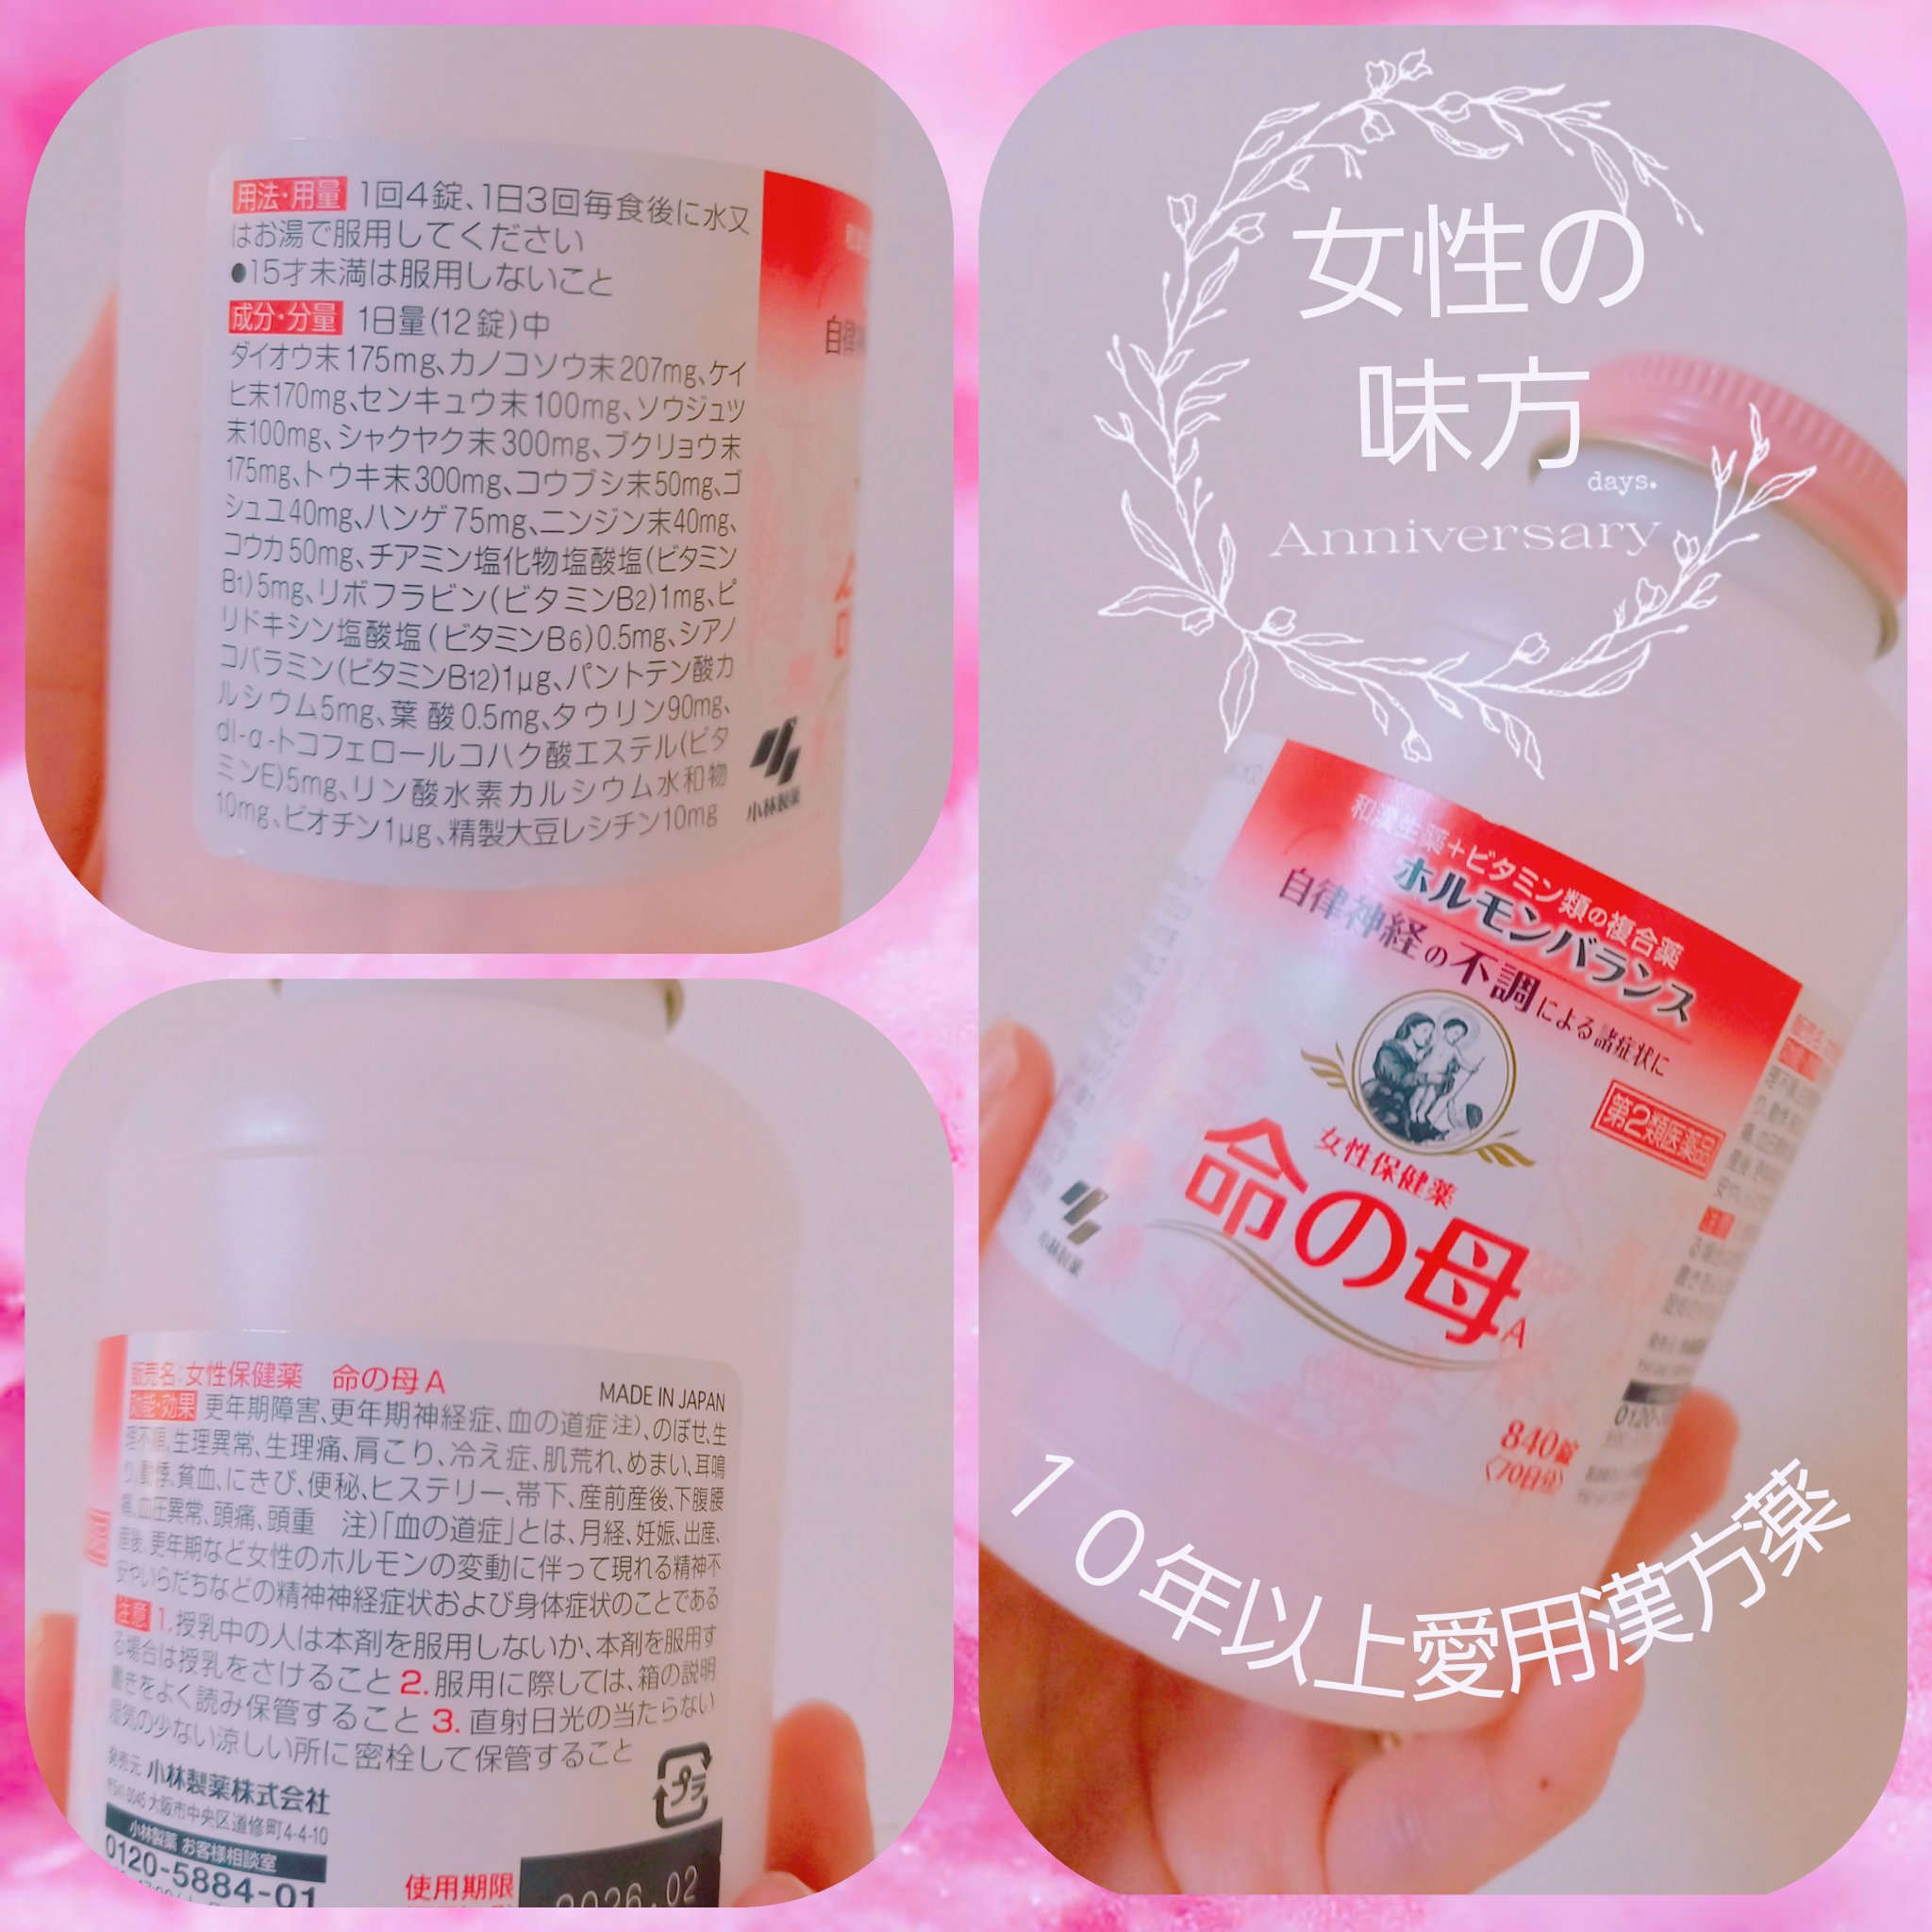 用法・用量 1回4錠、1日3回毎食後に水又
はお湯で服用してください
●15才未満は服用しないこと
成分・分量 1日量(12錠)中
ダイオウ末175mg、カノコソウ末207mg、ケイ
ヒ末170mg、センキュウ末100mg、ソウジュツ
末100mg、シャクヤク末300mg、ブクリョウ末
175mg、トウキ末300mg、コウブシ末50mg、ゴ
シュユ40mg、ハンゲ75mg、ニンジン末40mg、
コウカ50mg、チアミン塩化物塩酸塩(ビタミン
B1)5mg、リボフラビン(ビタミンB2)1mg、ピ
リドキシン塩酸塩(ビタミンB6)0.5mg、シアノ
コバラミン(ビタミンB12)1μg、パントテン酸カ
ルシウム5mg、葉酸0.5mg、タウリン90mg、
dl-α-トコフェロールコハク酸エステル(ビタ
ミンE)5mg、リン酸水素カルシウム水和物
10mg、ビオチン1μg、精製大豆レシチン10mg
自律
小林製薬
女性の
味方
days.
Anniversary
和漢生薬+ビタミン類の複合薬
ホルモンバランス
自律神経の不調による諸症状に
第2類医薬品
女性保健薬
命の母A
小林製薬
840錠
〈70日分〉
10年以上愛用漢方薬
販売名:女性保健薬 命の母A
MADE IN JAPAN
効能・効果 更年期障害、更年期神経症、血の道症注)、のぼせ、生
理不順、生理異常、生理痛、肩こり、冷え症、肌荒れ、めまい、耳鳴
り、動悸、貧血、にきび、便秘、ヒステリー、帯下、産前産後、下腹腰
痛、血圧異常、頭痛、頭重 注)「血の道症」とは、月経、妊娠、出産、
産後、更年期など女性のホルモンの変動に伴って現れる精神不
安やいらだちなどの精神神経症状および身体症状のことである
注意 1.授乳中の人は本剤を服用しないか、本剤を服用す
る場合は授乳をさけること 2.服用に際しては、箱の説明
書きをよく読み保管すること 3.直射日光の当たらない
湿気の少ない涼しい所に密栓して保管すること
発売元 小林製薬株式会社
〒541-0045 大阪市中央区道修町4-4-10
小林製薬 お客様相談室
0120-5884-01
プラ
使用期限
2026.02